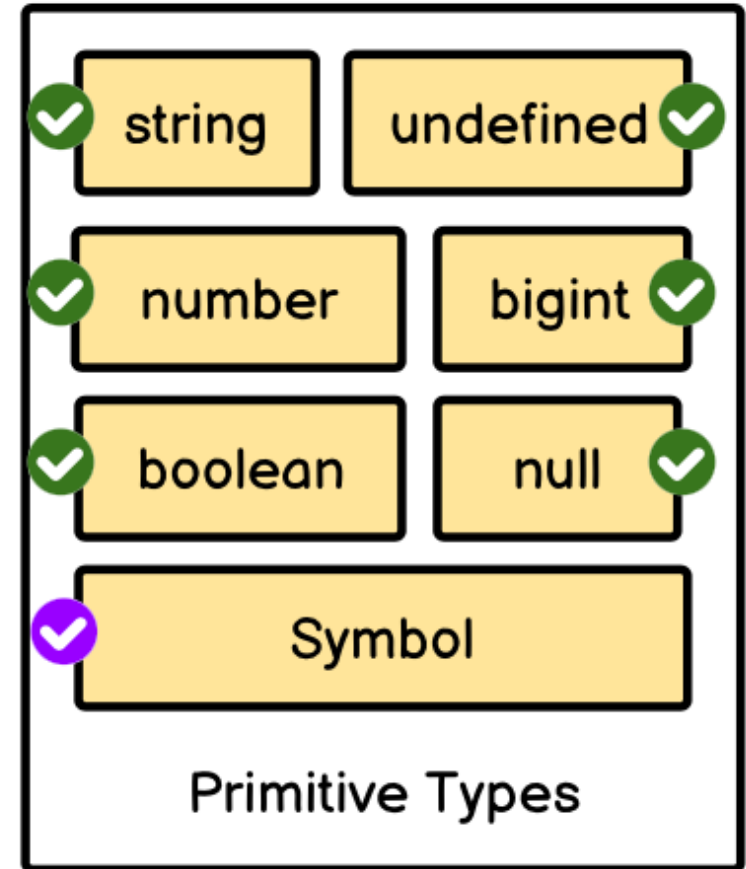 string undefined
number bigint
boolean null
Symbol
Primitive Types